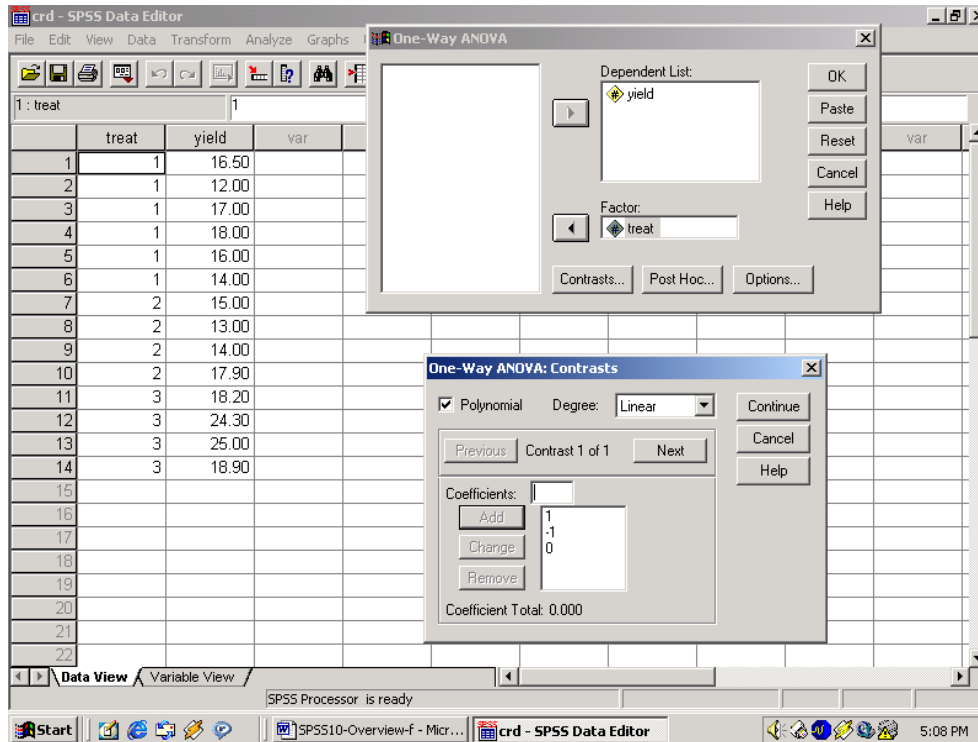 crd - SPSS Data Editor
File Edit View Data Transform Analyze Graphs
1 : treat 1
treat yield var var
1 1 16.50
2 1 12.00
3 1 17.00
4 1 18.00
5 1 16.00
6 1 14.00
7 2 15.00
8 2 13.00
9 2 14.00
10 2 17.90
11 3 18.20
12 3 24.30
13 3 25.00
14 3 18.90
15
16
17
18
19
20
21
22
Data View Variable View
SPSS Processor is ready
One-Way ANOVA
Dependent List:
yield
Factor:
treat
OK
Paste
Reset
Cancel
Help
Contrasts... Post Hoc... Options...
One-Way ANOVA: Contrasts
Polynomial Degree: Linear
Previous Contrast 1 of 1 Next
Coefficients:
Add
Change
Remove
1
-1
0
Coefficient Total: 0.000
Continue
Cancel
Help
Start SPSS10-Overview-f - Micr... crd - SPSS Data Editor 5:08 PM